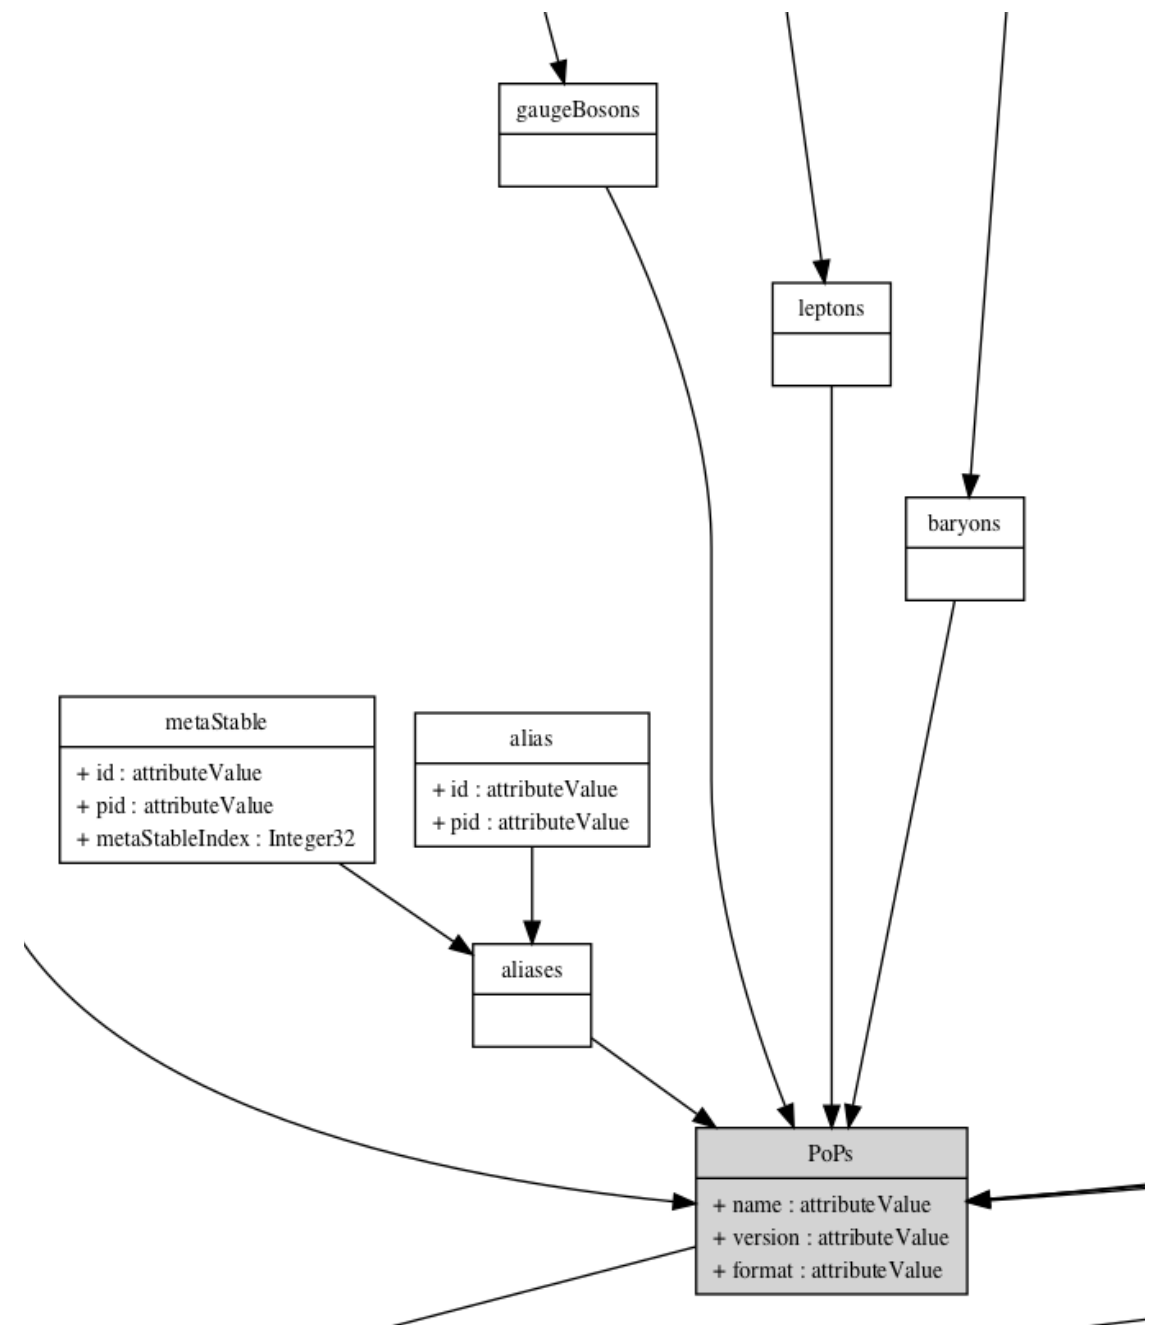 gaugeBosons
leptons
baryons
metaStable
+ id : attributeValue
+ pid : attributeValue
+ metaStableIndex : Integer32
alias
+ id : attributeValue
+ pid : attributeValue
aliases
PoPs
+ name : attributeValue
+ version : attributeValue
+ format : attributeValue